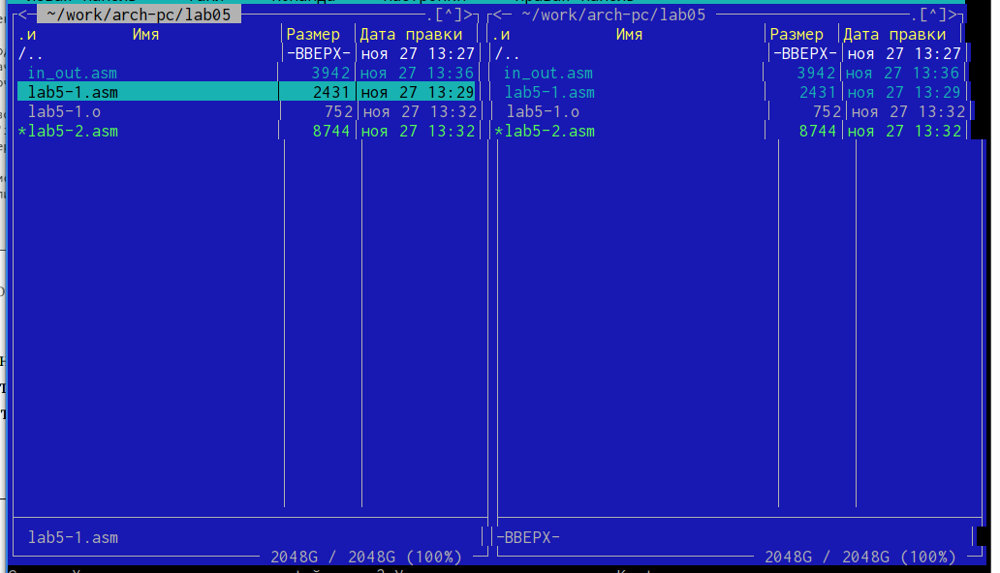 <─ ~/work/arch-pc/lab05 ─.[^]>┐ ┌<─ ~/work/arch-pc/lab05 ─.[^]>┐
.и Имя Размер Дата правки .и Имя Размер Дата правки
/.. -ВВЕРХ- ноя 27 13:27 /.. -ВВЕРХ- ноя 27 13:27
in_out.asm 3942 ноя 27 13:36 in_out.asm 3942 ноя 27 13:36
lab5-1.asm 2431 ноя 27 13:29 lab5-1.asm 2431 ноя 27 13:29
lab5-1.o 752 ноя 27 13:32 lab5-1.o 752 ноя 27 13:32
*lab5-2.asm 8744 ноя 27 13:32 *lab5-2.asm 8744 ноя 27 13:32
lab5-1.asm -ВВЕРХ-
2048G / 2048G (100%) 2048G / 2048G (100%)